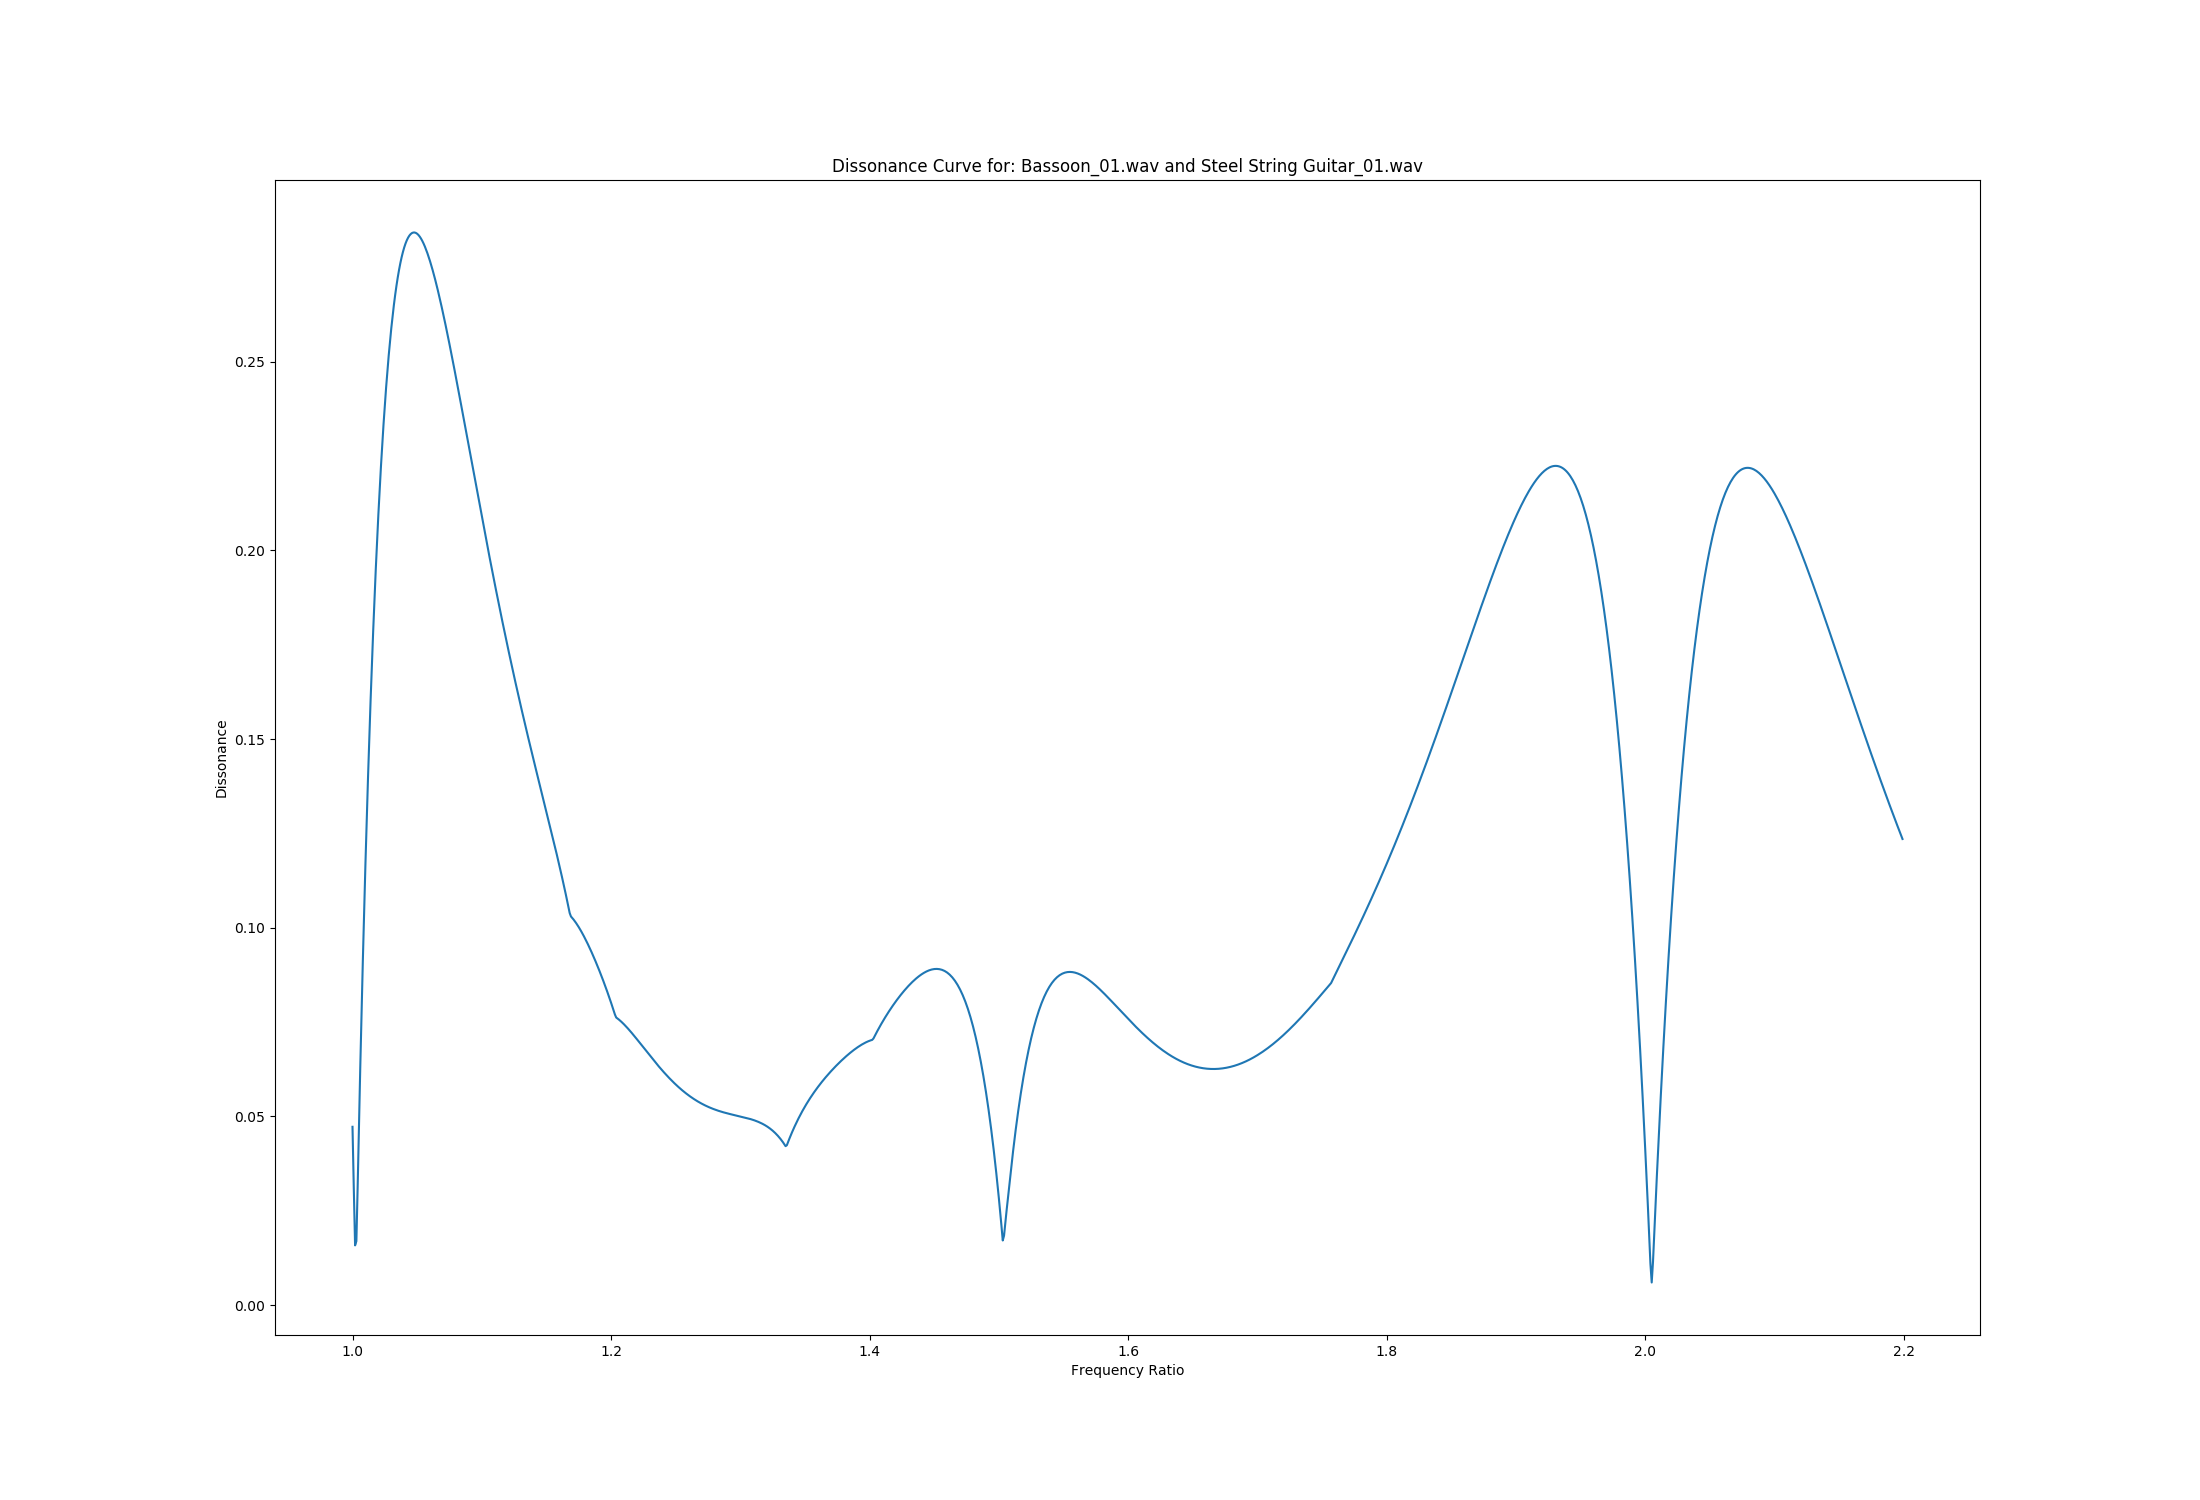 Dissonance Curve for: Bassoon_01.wav and Steel String Guitar_01.wav
0.25
0.20
0.15
0.10
0.05
0.00
Dissonance
1.0 1.2 1.4 1.6 1.8 2.0 2.2
Frequency Ratio